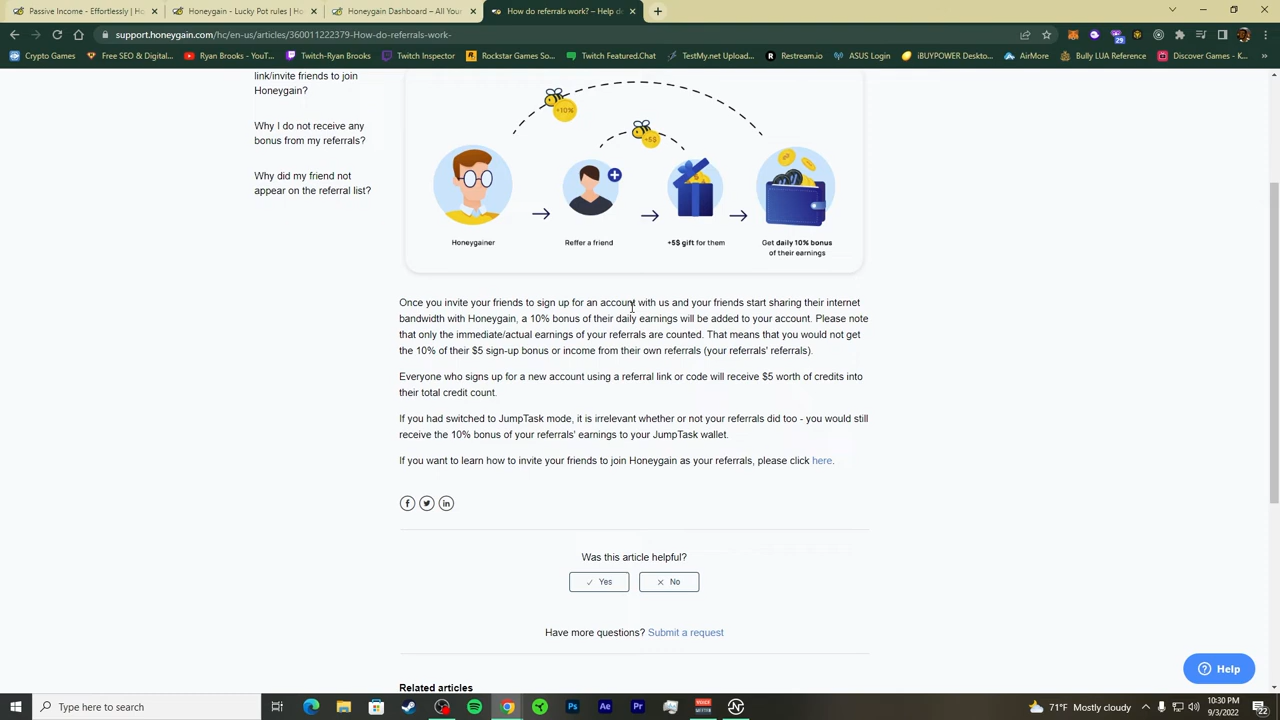 Passive Income - Effortlessly | H
Honeygain - Lucky Pot rules | Ho
Honeygain Dashboard – All Your
How do referrals work? – Help d
support.honeygain.com/hc/en-us/articles/360011222379-How-do-referrals-work-
Crypto Games
Free SEO & Digital...
Ryan Brooks - YouT...
Twitch-Ryan Brooks
Twitch Inspector
Rockstar Games So...
Twitch Featured.Chat
TestMy.net Upload...
Restream.io
ASUS Login
iBUYPOWER Deskto...
AirMore
Bully LUA Reference
Discover Games - K...
25
link/invite friends to join
Honeygain?
Why I do not receive any
bonus from my referrals?
Why did my friend not
appear on the referral list?
+10%
+5$
Honeygainer
Reffer a friend
+5$ gift for them
Get daily 10% bonus
of their earnings
Once you invite your friends to sign up for an account with us and your friends start sharing their internet
bandwidth with Honeygain, a 10% bonus of their daily earnings will be added to your account. Please note
that only the immediate/actual earnings of your referrals are counted. That means that you would not get
the 10% of their $5 sign-up bonus or income from their own referrals (your referrals' referrals).
Everyone who signs up for a new account using a referral link or code will receive $5 worth of credits into
their total credit count.
If you had switched to JumpTask mode, it is irrelevant whether or not your referrals did too - you would still
receive the 10% bonus of your referrals' earnings to your JumpTask wallet.
If you want to learn how to invite your friends to join Honeygain as your referrals, please click here.
Was this article helpful?
Yes
No
Have more questions? Submit a request
Related articles
Help
Type here to search
Ps
Ae
Pr
71°F Mostly cloudy
10:30 PM
9/3/2022
22